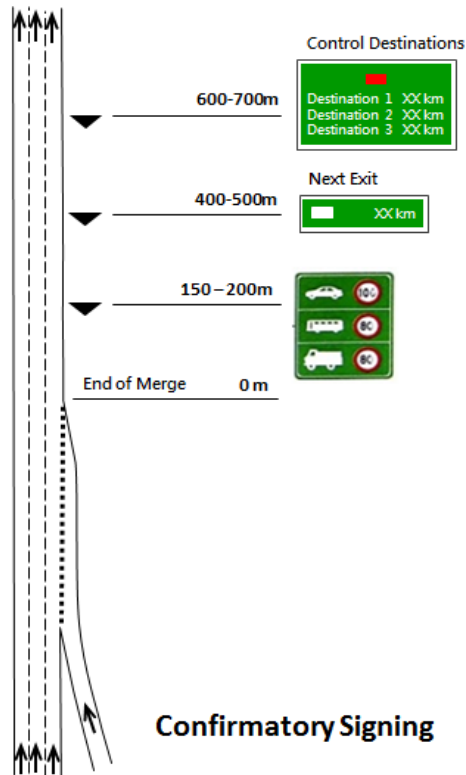 Control Destinations
600-700m
Destination 1 XX km
Destination 2 XX km
Destination 3 XX km
Next Exit
400-500m
XX km
150 – 200m
100
80
80
End of Merge 0 m
Confirmatory Signing